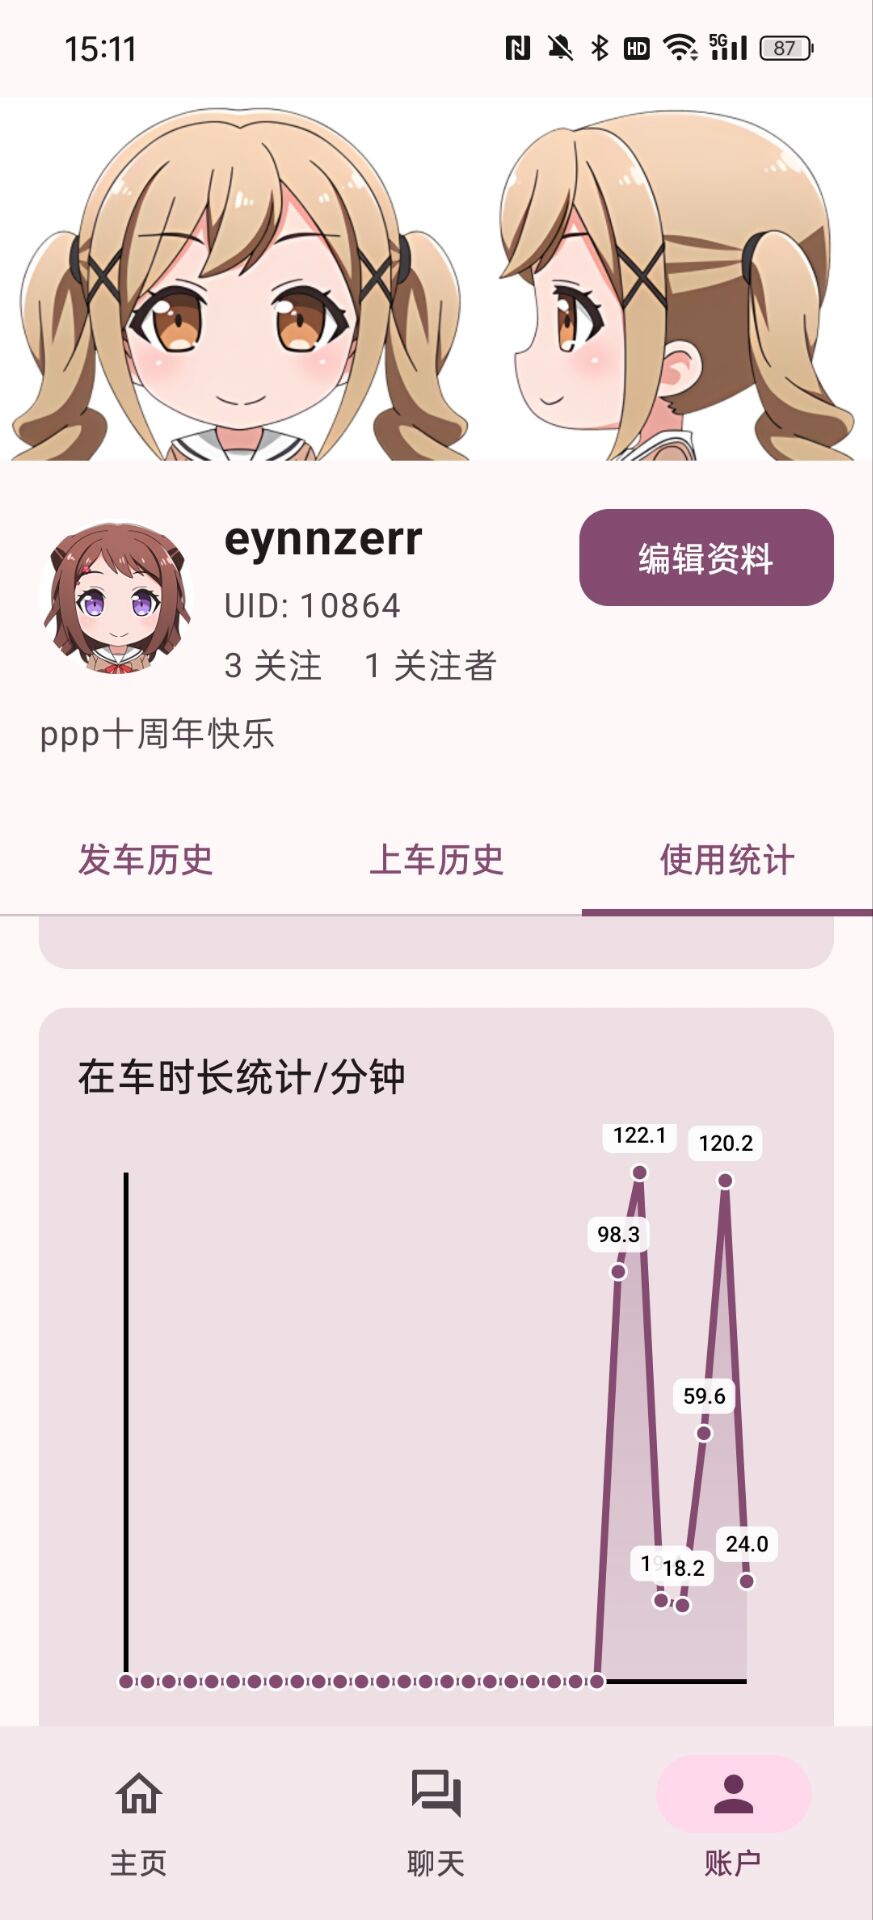 15:11
HD 5G 87
eynnzerr
编辑资料
UID: 10864
3 关注 1 关注者
ppp十周年快乐
发车历史 上车历史 使用统计
在车时长统计/分钟
122.1 120.2
98.3
59.6
24.0
18.2
主页 聊天 账户